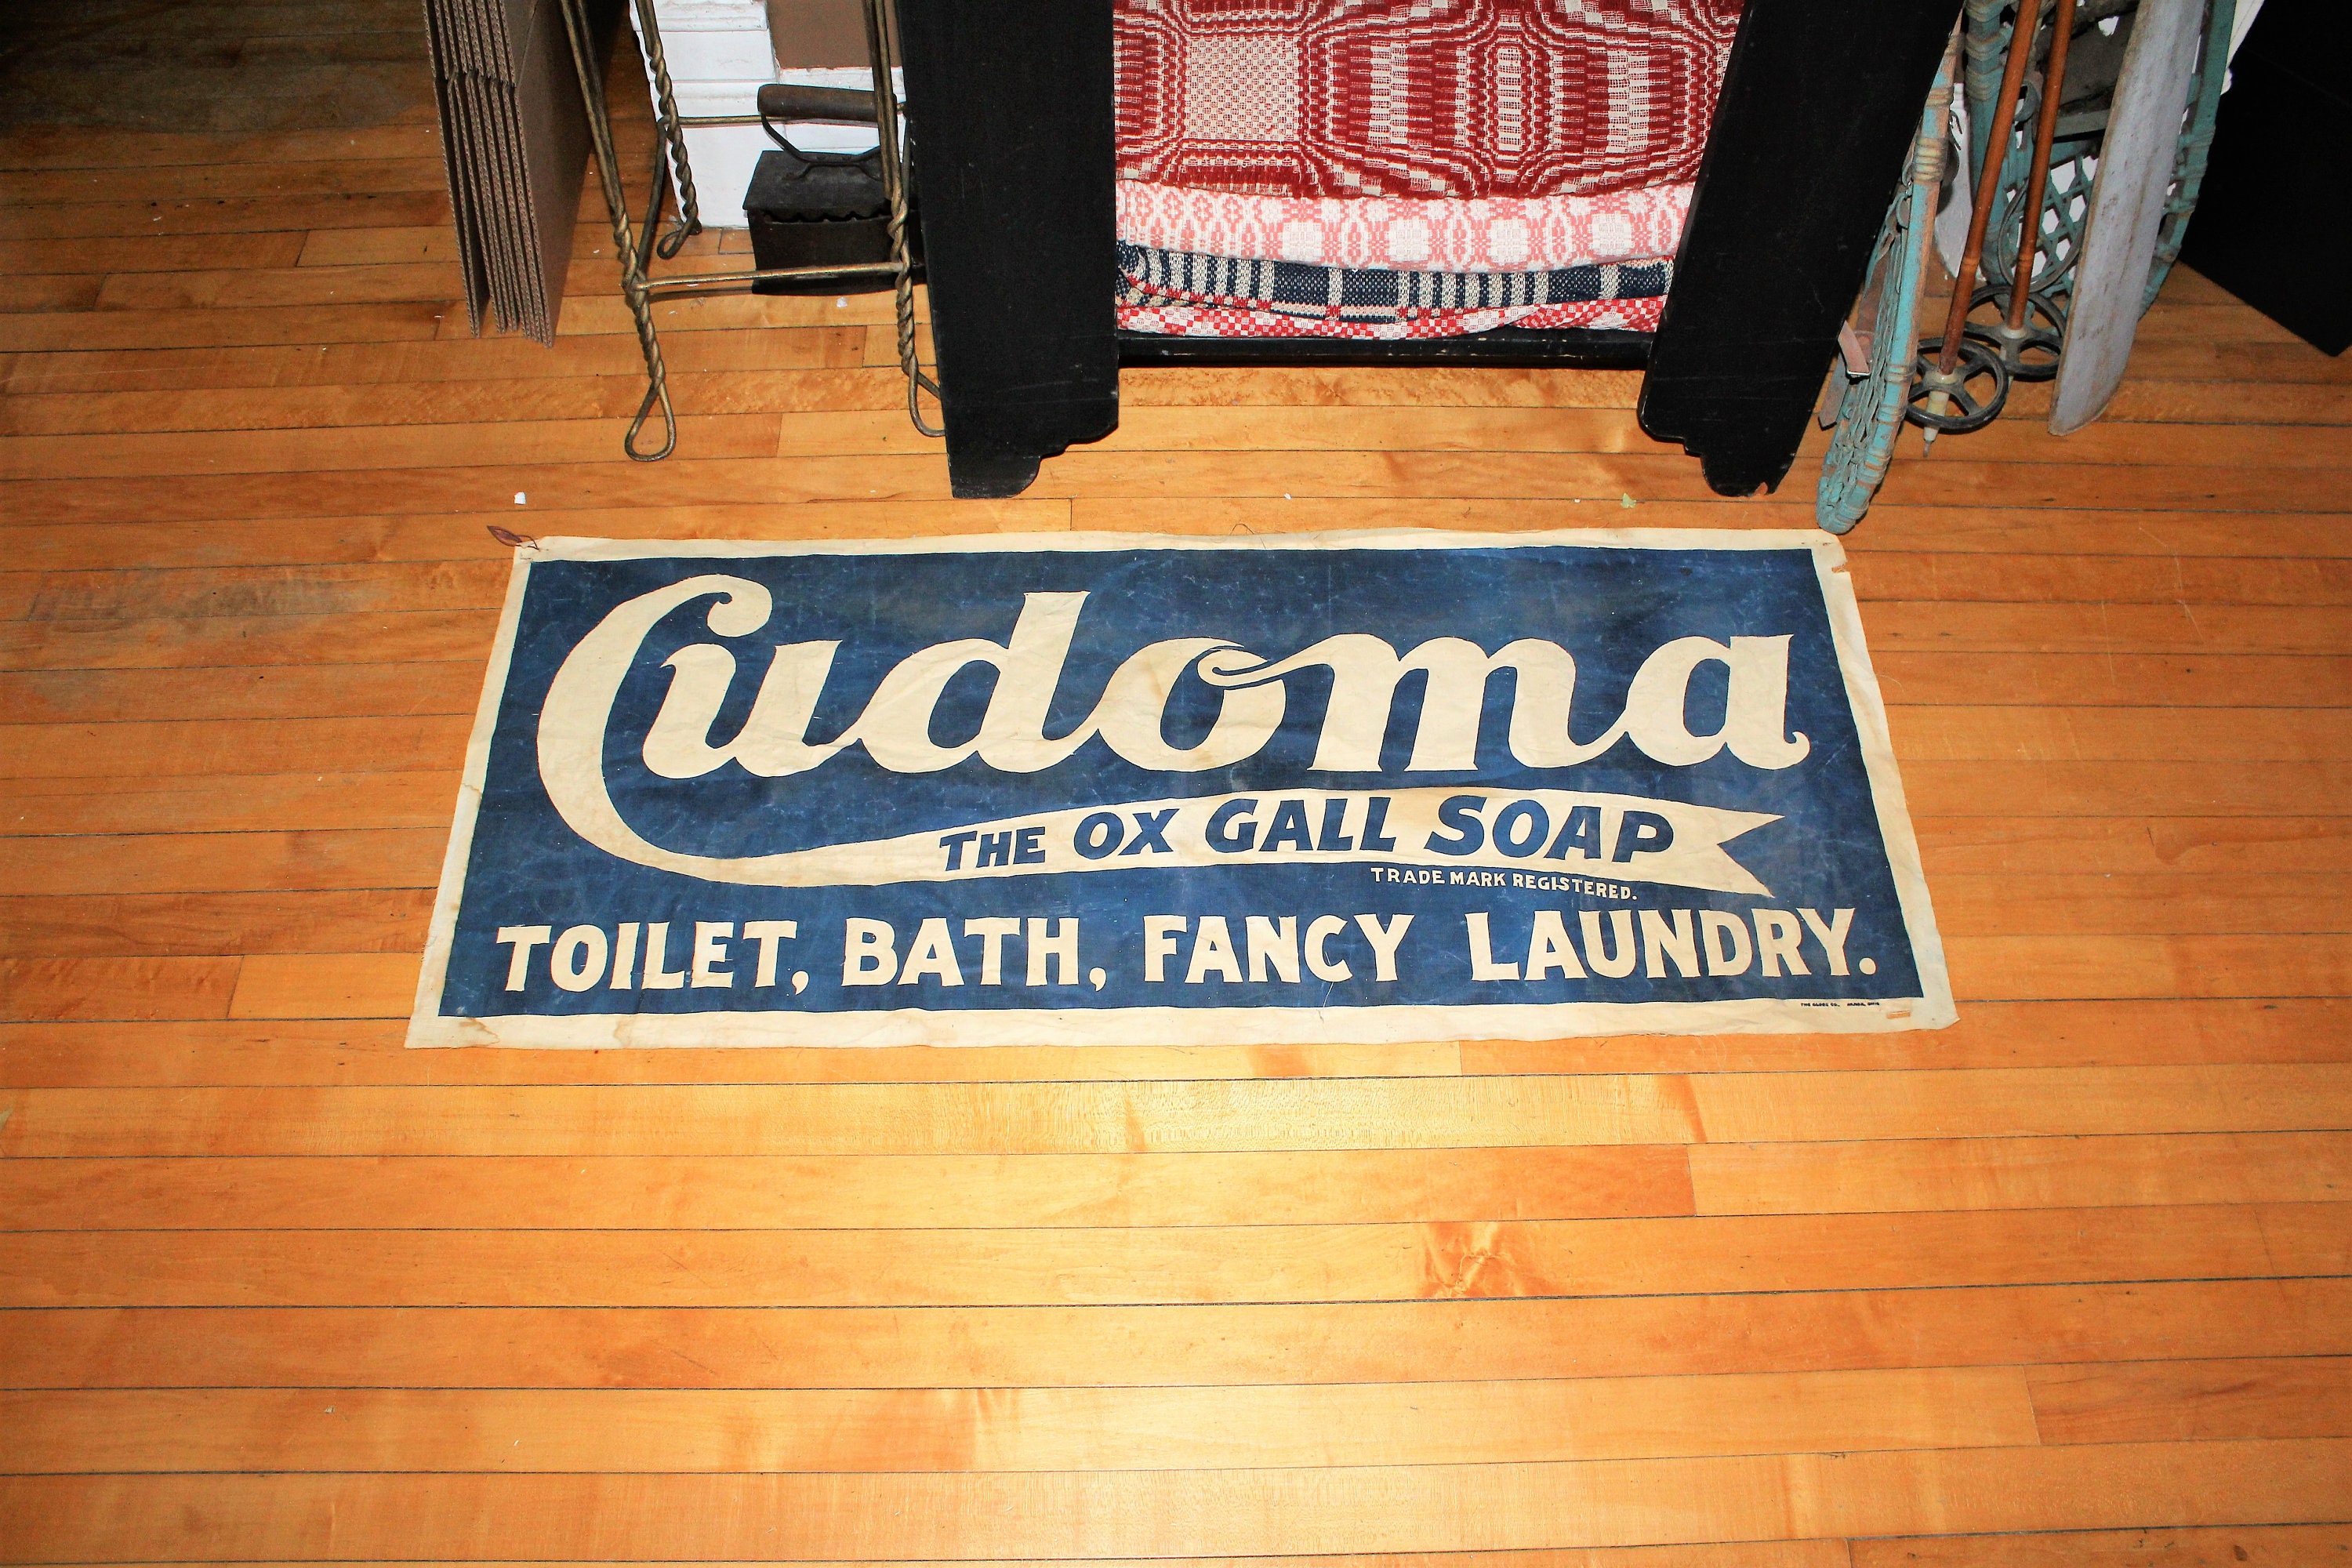 Cudoma
THE OX GALL SOAP
TRADE MARK REGISTERED.
TOILET, BATH, FANCY LAUNDRY.